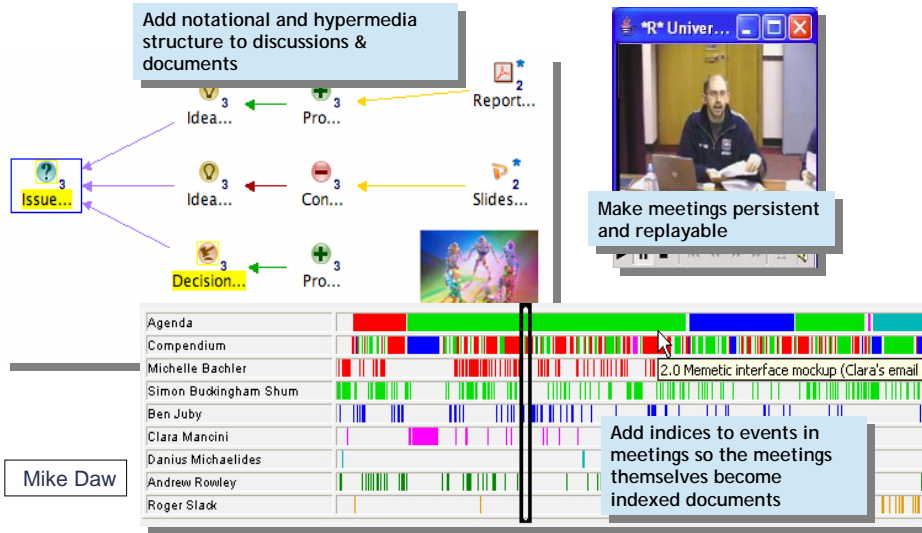 Add notational and hypermedia
structure to discussions &
documents
*R* Univer...
3
Idea...
3
Pro...
*
2
Report...
3
Issue...
3
Idea...
3
Con...
*
2
Slides...
Make meetings persistent
and replayable
3
Decision...
3
Pro...
Agenda
Compendium
Michelle Bachler
2.0 Memetic interface mockup (Clara's email
Simon Buckingham Shum
Ben Juby
Clara Mancini
Add indices to events in
meetings so the meetings
themselves become
indexed documents
Danius Michaelides
Mike Daw
Andrew Rowley
Roger Slack